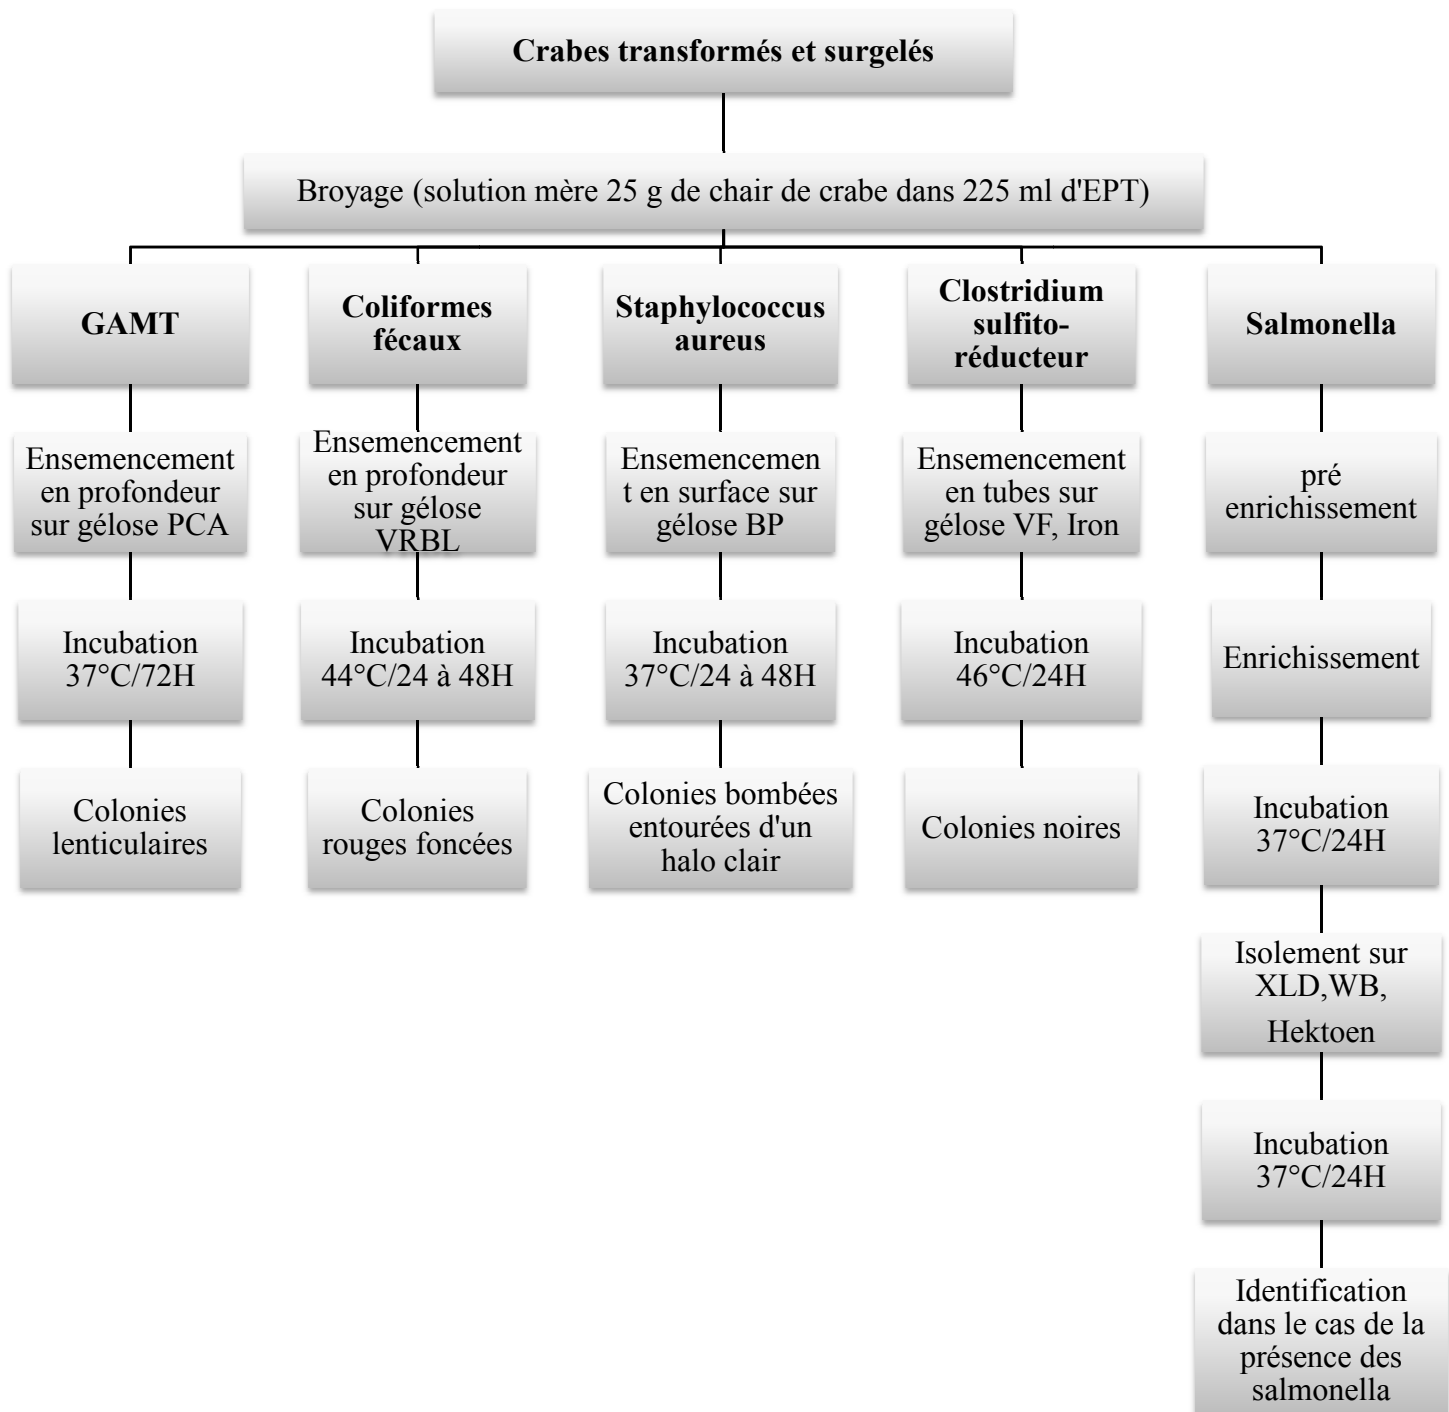 Crabes transformés et surgelés
Broyage (solution mère 25 g de chair de crabe dans 225 ml d'EPT)
GAMT
Ensemencement
en profondeur
sur gélose PCA
Incubation
37°C/72H
Colonies
lenticulaires
Coliformes
fécaux
Ensemencement
en profondeur
sur gélose
VRBL
Incubation
44°C/24 à 48H
Colonies
rouges foncées
Staphylococcus
aureus
Ensemencemen
t en surface sur
gélose BP
Incubation
37°C/24 à 48H
Colonies bombées
entourées d'un
halo clair
Clostridium
sulfito-
réducteur
Ensemencement
en tubes sur
gélose VF, Iron
Incubation
46°C/24H
Colonies noires
Salmonella
pré
enrichissement
Enrichissement
Incubation
37°C/24H
Isolement sur
XLD,WB,
Hektoen
Incubation
37°C/24H
Identification
dans le cas de la
présence des
salmonella